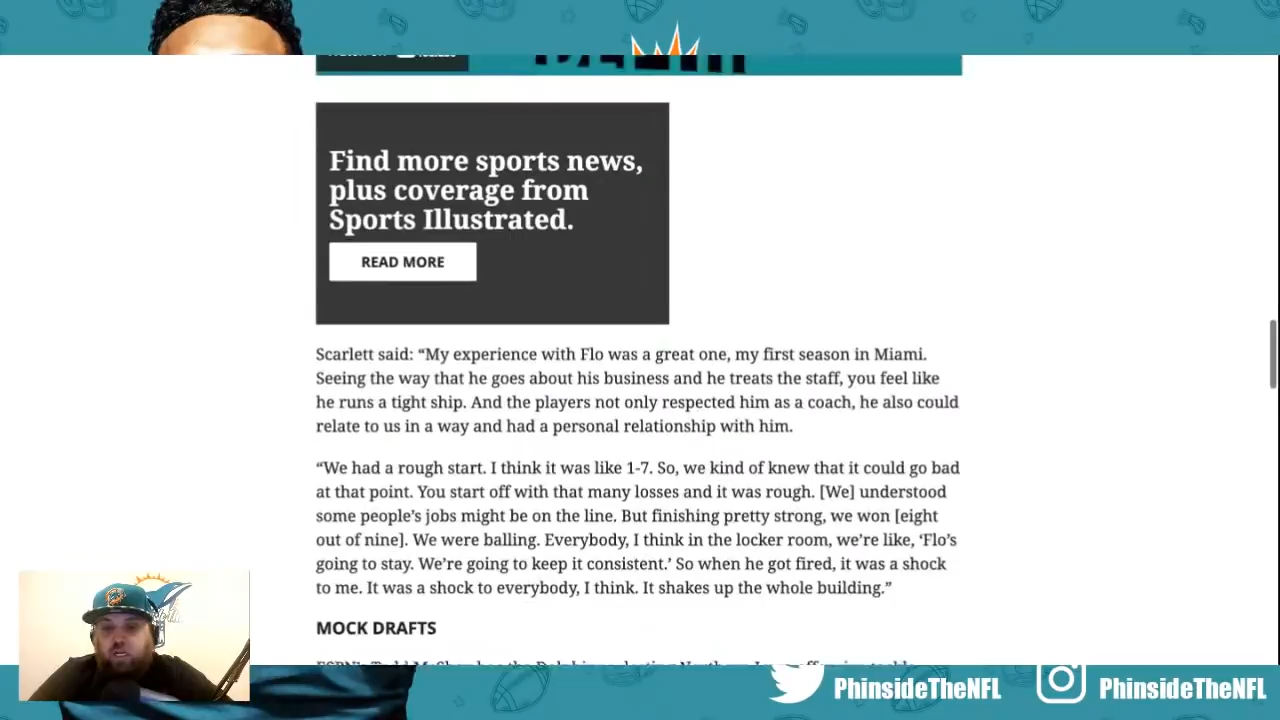 Find more sports news,
plus coverage from
Sports Illustrated.
READ MORE
Scarlett said: “My experience with Flo was a great one, my first season in Miami.
Seeing the way that he goes about his business and he treats the staff, you feel like
he runs a tight ship. And the players not only respected him as a coach, he also could
relate to us in a way and had a personal relationship with him.
“We had a rough start. I think it was like 1-7. So, we kind of knew that it could go bad
at that point. You start off with that many losses and it was rough. [We] understood
some people’s jobs might be on the line. But finishing pretty strong, we won [eight
out of nine]. We were balling. Everybody, I think in the locker room, we’re like, ‘Flo’s
going to stay. We’re going to keep it consistent.’ So when he got fired, it was a shock
to me. It was a shock to everybody, I think. It shakes up the whole building.”
MOCK DRAFTS
PhinsideTheNFL
PhinsideTheNFL